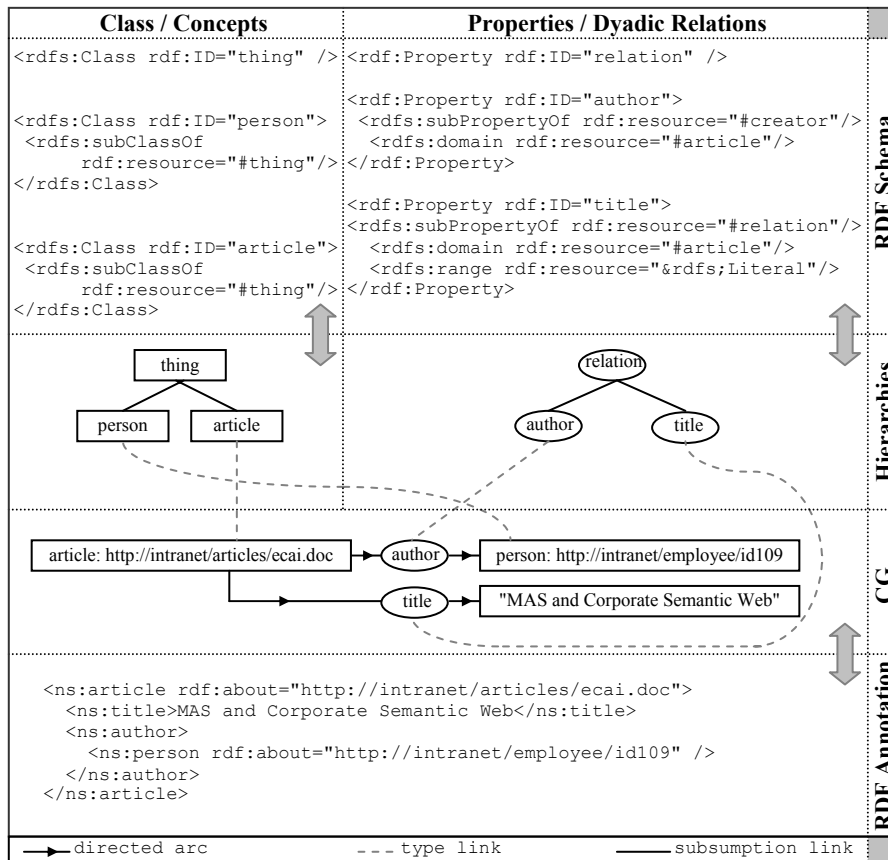 Class / Concepts
Properties / Dyadic Relations
<rdfs:Class rdf:ID="thing" />
<rdfs:Class rdf:ID="person">
<rdfs:subClassOf
rdf:resource="#thing"/>
</rdfs:Class>
<rdfs:Class rdf:ID="article">
<rdfs:subClassOf
rdf:resource="#thing"/>
</rdfs:Class>
<rdf:Property rdf:ID="relation" />
<rdf:Property rdf:ID="author">
<rdfs:subPropertyOf rdf:resource="#creator"/>
<rdfs:domain rdf:resource="#article"/>
</rdf:Property>
<rdf:Property rdf:ID="title">
<rdfs:subPropertyOf rdf:resource="#relation"/>
<rdfs:domain rdf:resource="#article"/>
<rdfs:range rdf:resource="&rdfs;Literal"/>
</rdf:Property>
RDF Schema
thing
person
article
relation
author
title
Hierarchies
article: http://intranet/articles/ecai.doc
author
person: http://intranet/employee/id109
title
"MAS and Corporate Semantic Web"
CG
<ns:article rdf:about="http://intranet/articles/ecai.doc">
<ns:title>MAS and Corporate Semantic Web</ns:title>
<ns:author>
<ns:person rdf:about="http://intranet/employee/id109" />
</ns:author>
</ns:article>
RDF Annotation
directed arc
type link
subsumption link